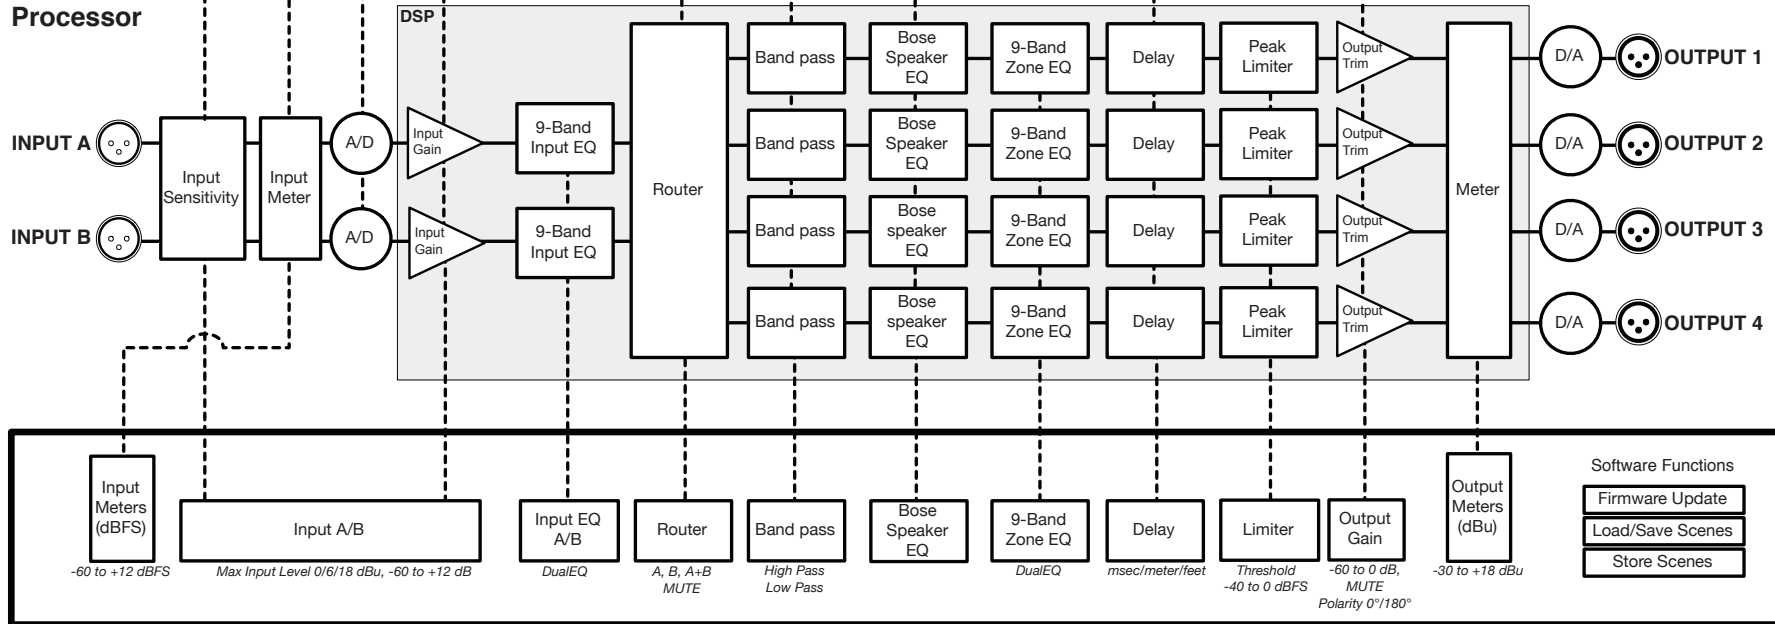 Processor
DSP
INPUT A
INPUT B
Input
Sensitivity
Input
Meter
A/D
A/D
Input
Gain
Input
Gain
9-Band
Input EQ
9-Band
Input EQ
Router
Band pass
Bose
Speaker
EQ
9-Band
Zone EQ
Delay
Peak
Limiter
Output
Trim
Band pass
Bose
Speaker
EQ
9-Band
Zone EQ
Delay
Peak
Limiter
Output
Trim
Band pass
Bose
speaker
EQ
9-Band
Zone EQ
Delay
Peak
Limiter
Output
Trim
Band pass
Bose
speaker
EQ
9-Band
Zone EQ
Delay
Peak
Limiter
Output
Trim
Meter
D/A
OUTPUT 1
D/A
OUTPUT 2
D/A
OUTPUT 3
D/A
OUTPUT 4
Input
Meters
(dBFS)
-60 to +12 dBFS
Input A/B
Max Input Level 0/6/18 dBu, -60 to +12 dB
Input EQ
A/B
DualEQ
Router
A, B, A+B
MUTE
Band pass
High Pass
Low Pass
Bose
Speaker
EQ
9-Band
Zone EQ
DualEQ
Delay
msec/meter/feet
Limiter
Threshold
-40 to 0 dBFS
Output
Gain
-60 to 0 dB,
MUTE
Polarity 0°/180°
Output
Meters
(dBu)
-30 to +18 dBu
Software Functions
Firmware Update
Load/Save Scenes
Store Scenes